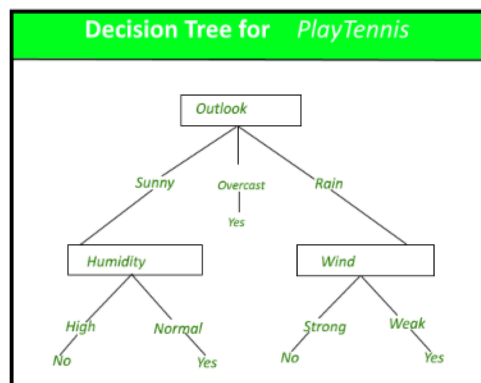 Decision Tree for PlayTennis
Outlook
Sunny Overcast Rain
Yes
Humidity Wind
High Normal Strong Weak
No Yes No Yes